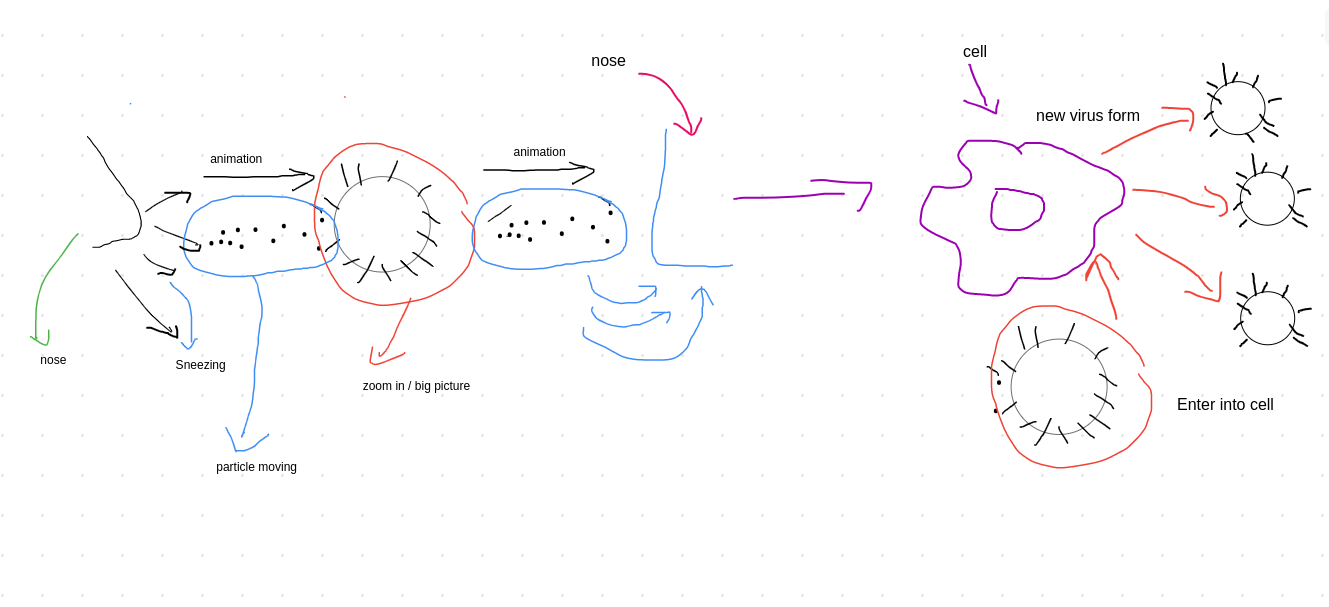 cell
nose
new virus form
animation
animation
nose
Sneezing
zoom in / big picture
Enter into cell
particle moving